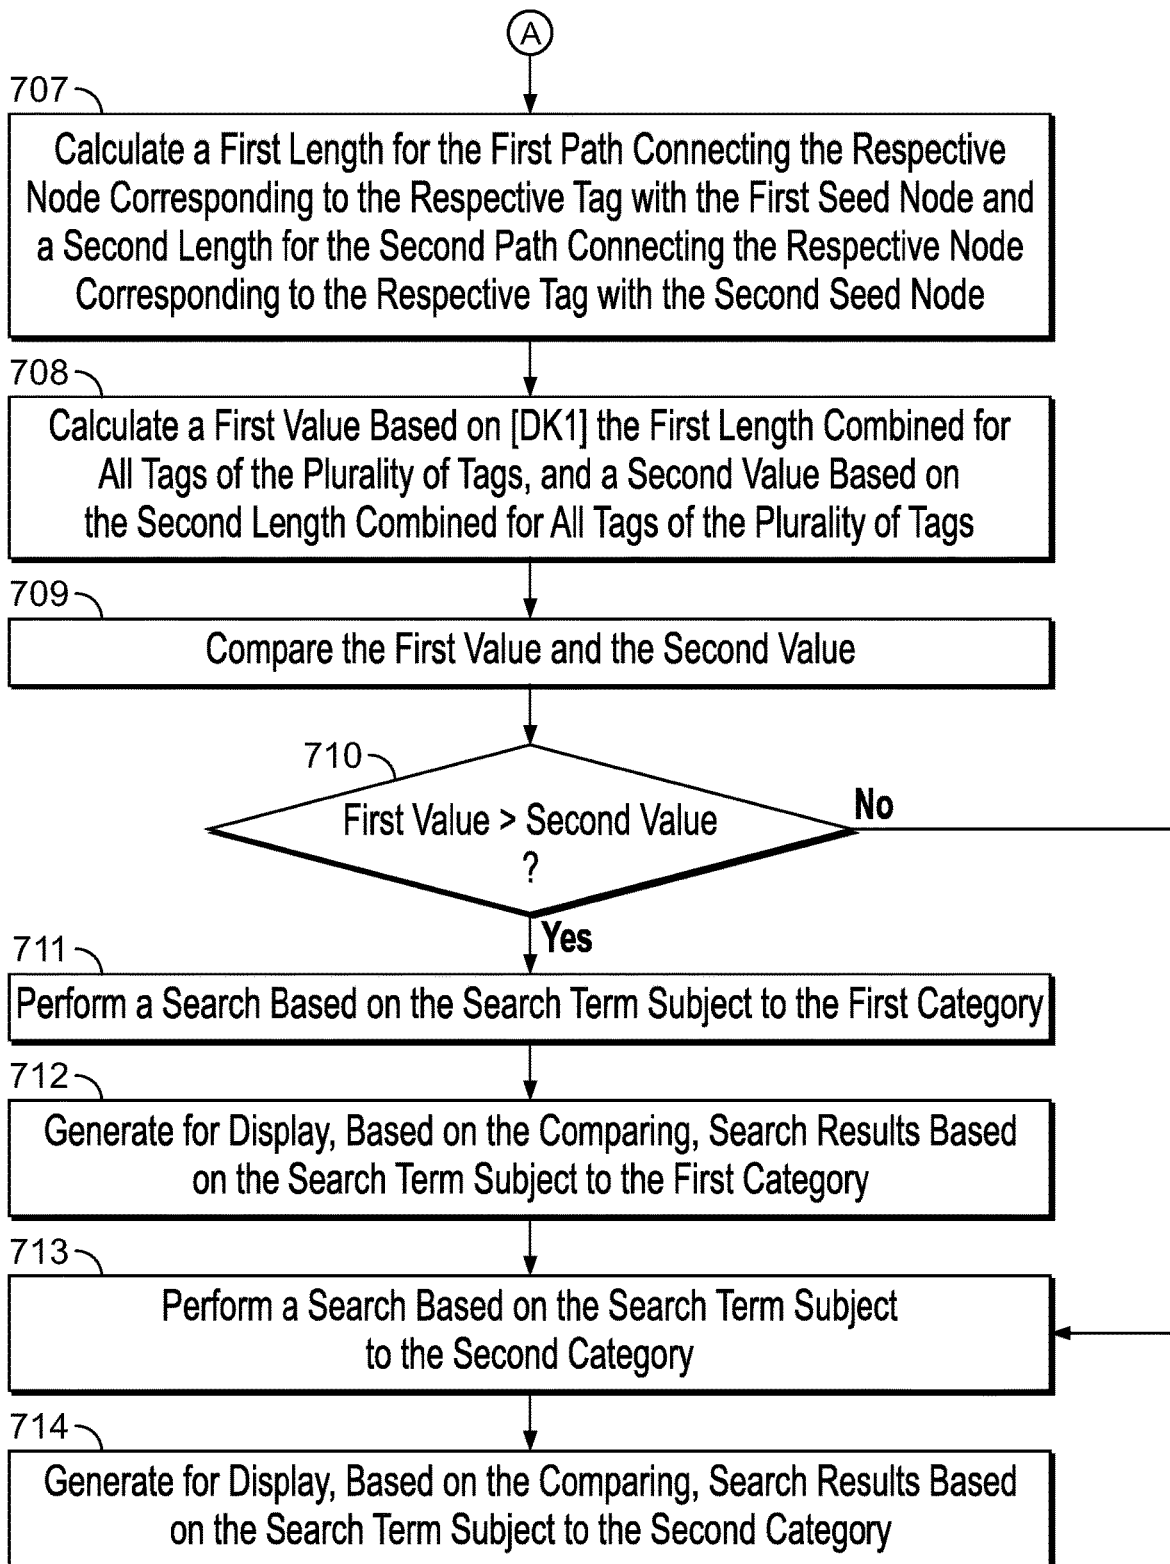 A
707
Calculate a First Length for the First Path Connecting the Respective
Node Corresponding to the Respective Tag with the First Seed Node and
a Second Length for the Second Path Connecting the Respective Node
Corresponding to the Respective Tag with the Second Seed Node
708
Calculate a First Value Based on [DK1] the First Length Combined for
All Tags of the Plurality of Tags, and a Second Value Based on
the Second Length Combined for All Tags of the Plurality of Tags
709
Compare the First Value and the Second Value
710
First Value > Second Value
?
No
Yes
711
Perform a Search Based on the Search Term Subject to the First Category
712
Generate for Display, Based on the Comparing, Search Results Based
on the Search Term Subject to the First Category
713
Perform a Search Based on the Search Term Subject
to the Second Category
714
Generate for Display, Based on the Comparing, Search Results Based
on the Search Term Subject to the Second Category